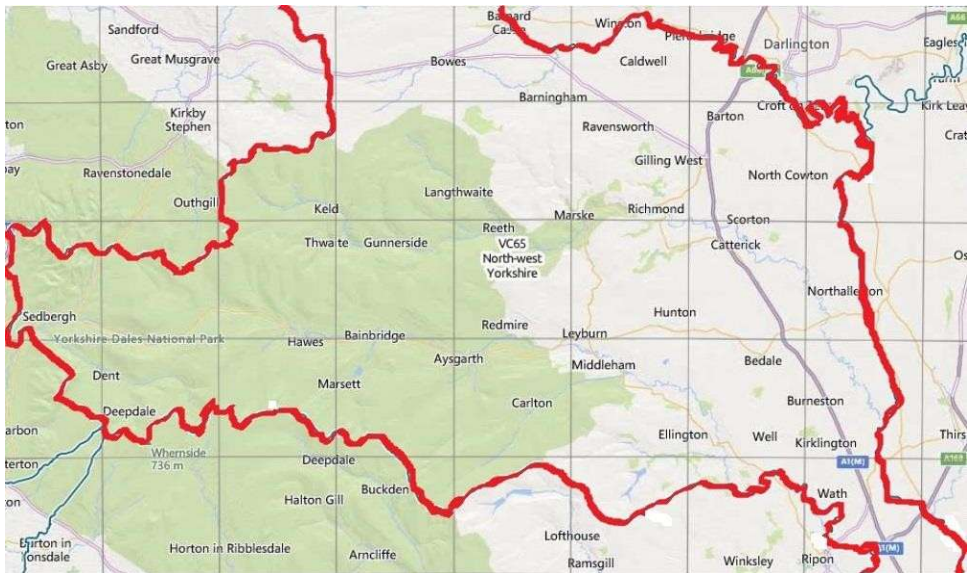 Sandford
Barnard
Winston
Piercebridge
A66
Great Musgrave
Darlington
Great Asby
Bowes
Caldwell
Barningham
Kirkby
Stephen
Barton
Ravensworth
Gilling West
Ravenstonedale
North Cowton
Langthwaite
Outhgill
Keld
Marske
Richmond
Reeth
Scorton
Thwaite
Gunnerside
VC65
North-west
Yorkshire
Catterick
Sedbergh
Hunton
Redmire
Leyburn
Yorkshire Dales National Park
Hawes
Bainbridge
Aysgarth
Middleham
Bedale
Dent
Marsett
Carlton
Burneston
Deepdale
Ellington
Well
Kirklington
Whernside
736 m
Deepdale
A1(M)
A168
Buckden
Halton Gill
Wath
Lofthouse
Horton in Ribblesdale
Arncliffe
Ramsgill
Winksley
Ripon